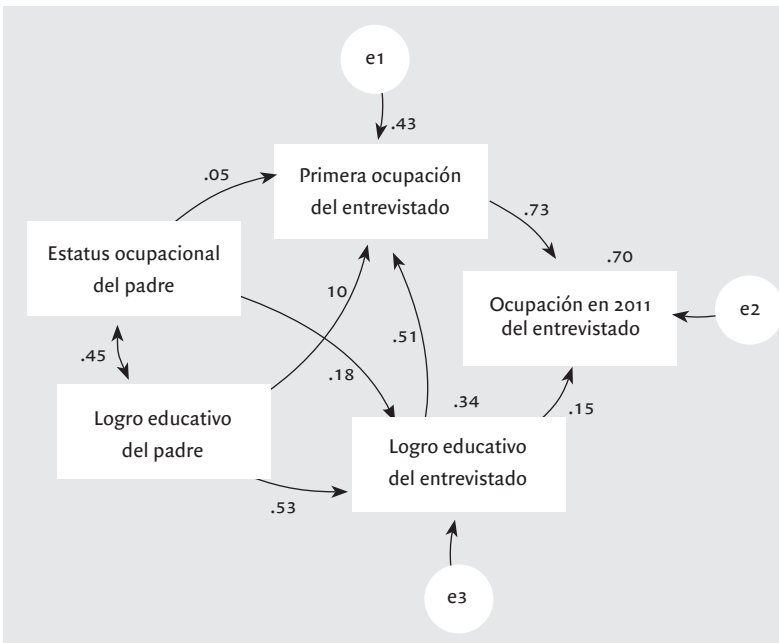 e1
.43
.05
Primera ocupación
del entrevistado
.73
Estatus ocupacional
del padre
.70
10
Ocupación en 2011
del entrevistado
e2
.45
.51
.18
Logro educativo
del padre
.34
.15
Logro educativo
del entrevistado
.53
e3